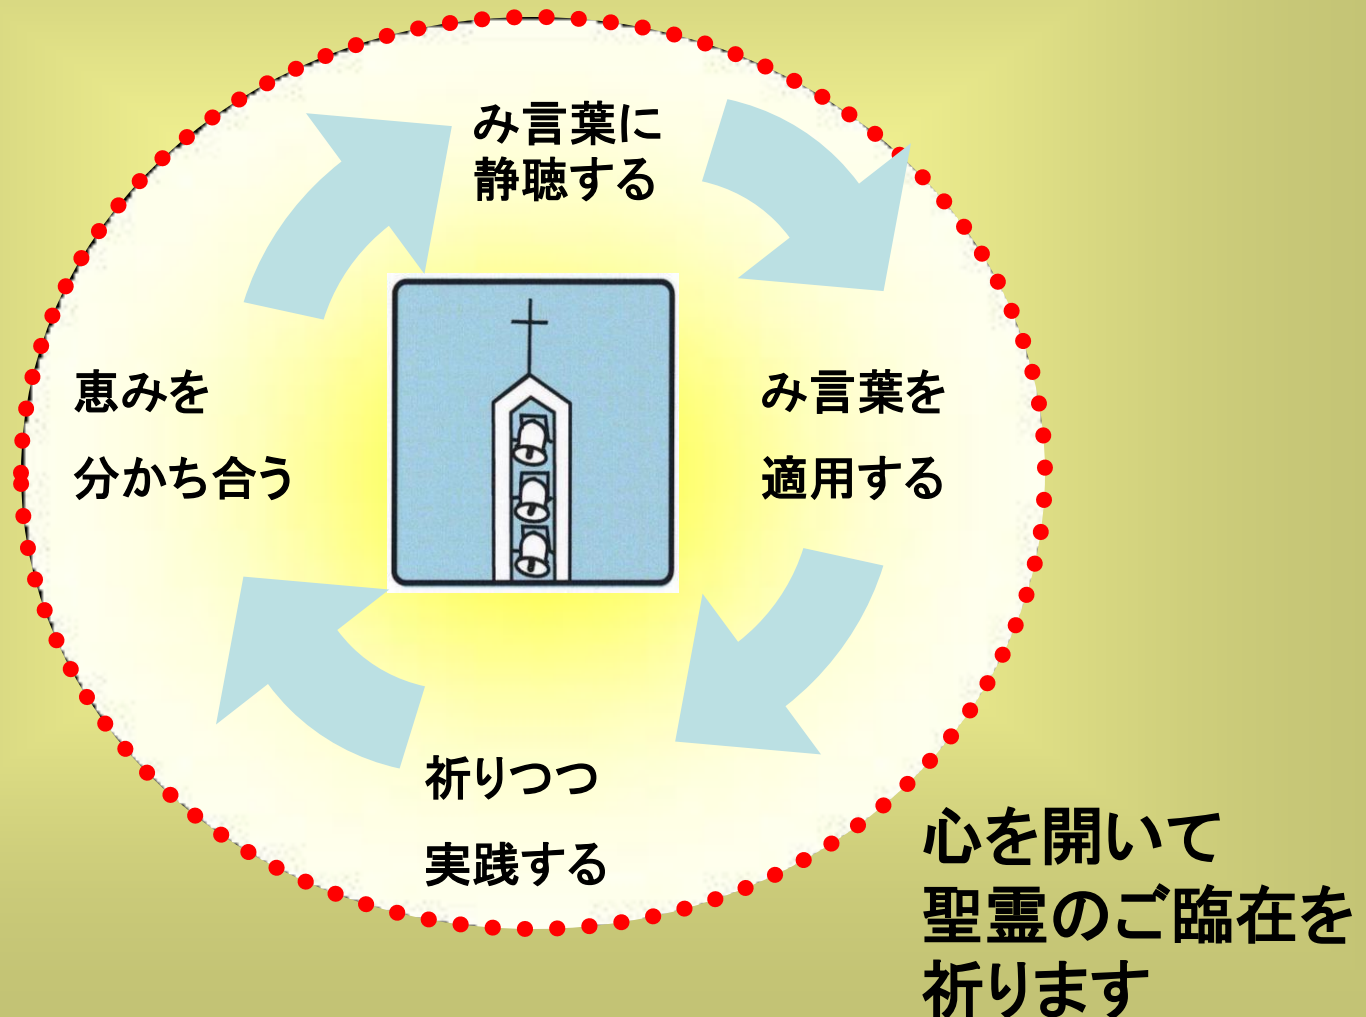 み言葉に
静聴する
み言葉を
適用する
祈りつつ
実践する
恵みを
分かち合う
心を開いて
聖霊のご臨在を
祈ります